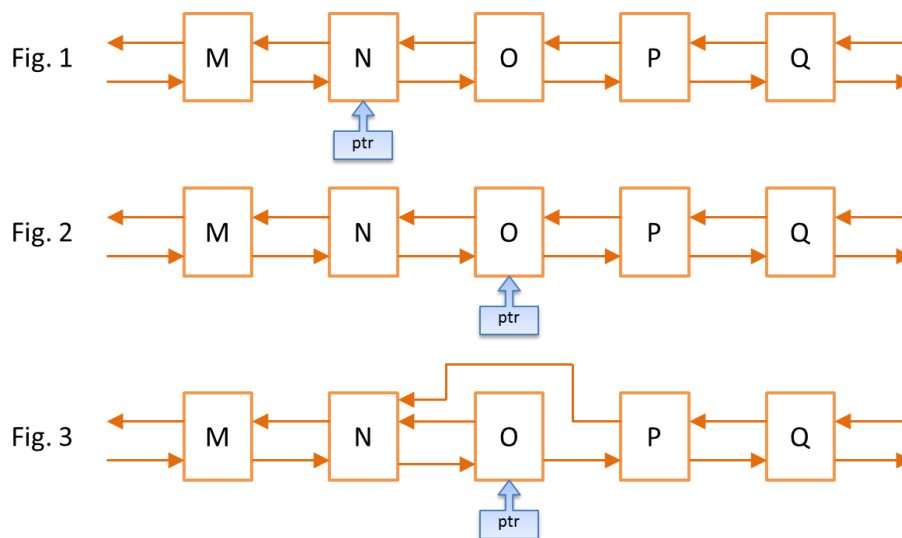 Fig. 1 M N O P Q
ptr
Fig. 2 M N O P Q
ptr
Fig. 3 M N O P Q
ptr